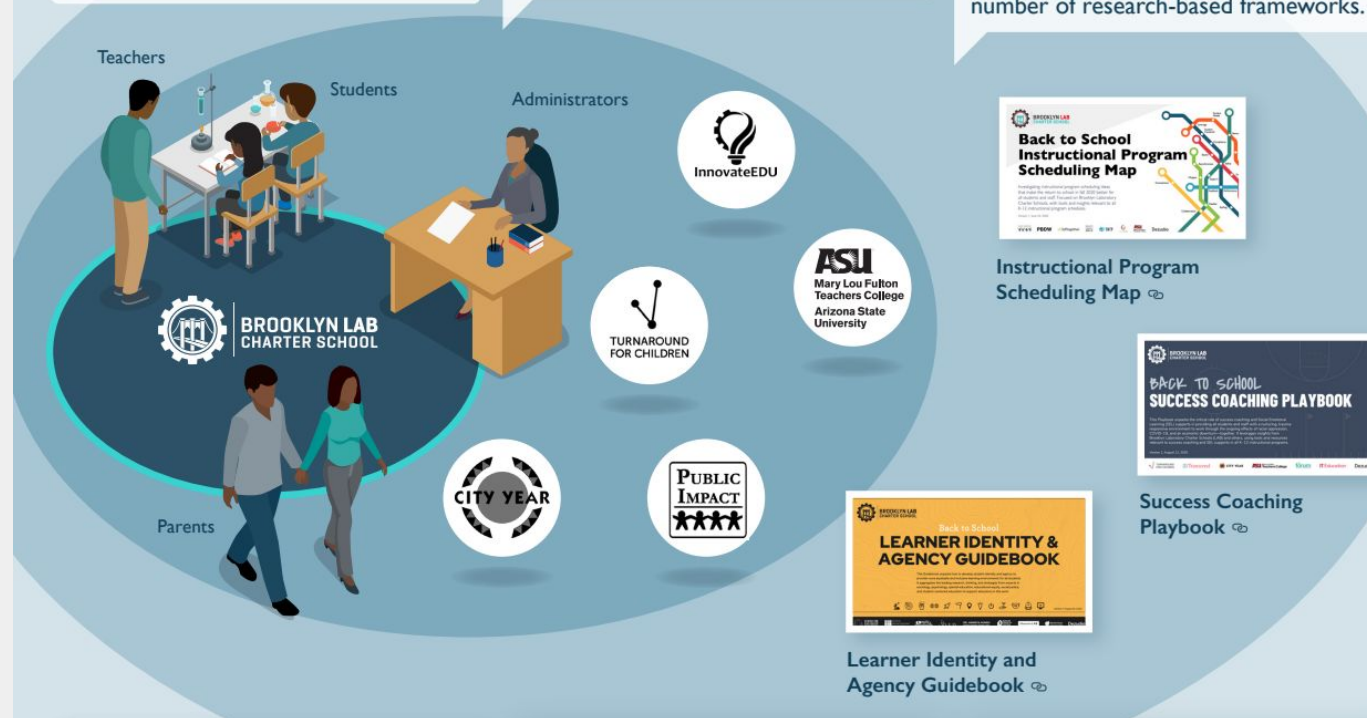 number of research-based frameworks.
Teachers
Students
Administrators
InnovateEDU
ASU
Mary Lou Fulton
Teachers College
Arizona State
University
TURNAROUND
FOR CHILDREN
BROOKLYN LAB
CHARTER SCHOOL
CITY YEAR
PUBLIC
IMPACT
Parents
BROOKLYN LAB
CHARTER SCHOOL
Back to School
Instructional Program
Scheduling Map
Instructional Program
Scheduling Map
BROOKLYN LAB
CHARTER SCHOOL
BACK TO SCHOOL
SUCCESS COACHING PLAYBOOK
Success Coaching
Playbook
BROOKLYN LAB
CHARTER SCHOOL
Back to School
LEARNER IDENTITY &
AGENCY GUIDEBOOK
Learner Identity and
Agency Guidebook